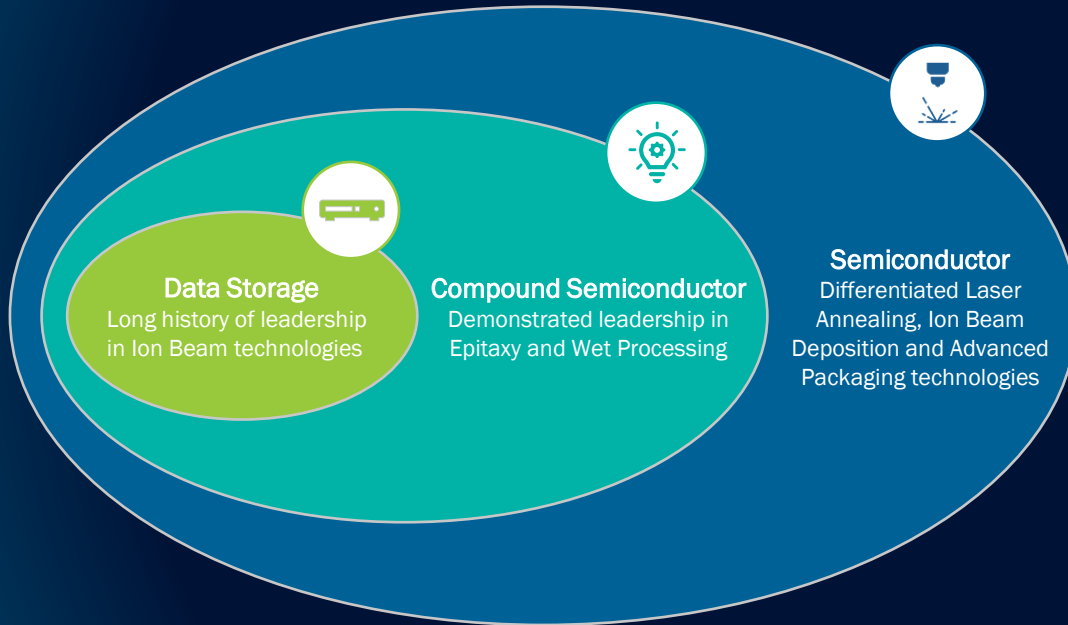 Data Storage
Long history of leadership
in Ion Beam technologies
Compound Semiconductor
Demonstrated leadership in
Epitaxy and Wet Processing
Semiconductor
Differentiated Laser
Annealing, Ion Beam
Deposition and Advanced
Packaging technologies